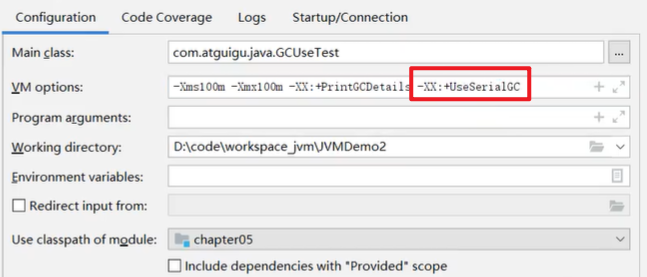 Configuration Code Coverage Logs Startup/Connection
Main class: com.atguigu.java.GCUseTest ...
VM options: -Xms100m -Xmx100m -XX:+PrintGCDetails -XX:+UseSerialGC
Program arguments:
Working directory: D:\code\workspace_jvm\JVMDemo2
Environment variables:
Redirect input from:
Use classpath of module: chapter05
Include dependencies with "Provided" scope